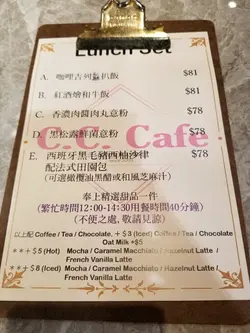 Lunch Set
A. 咖哩吉列豬扒飯 $81
B. 紅酒燴和牛飯 $81
C. 香濃肉醬肉丸意粉 $78
D. 黑松露鮮菌意粉 $78
C.C. Cafe
E. 西班牙黑毛豬西柚沙律 $78
配法式田園包
(可選橄欖油黑醋或和風芝麻汁)
奉上精選甜品一件
(繁忙時間12:00-14:30用餐時間40分鐘)
(不便之處,敬請見諒)
以上配 Coffee / Tea / Chocolate, +$3 (Iced) Coffee / Tea / Chocolate
Oat Milk +$5
**+$5 (Hot) Mocha / Caramel Macchiato / Hazelnut Latte /
French Vanilla Latte
**+$8 (Iced) Mocha / Caramel Macchiato / Hazelnut Latte /
French Vanilla Latte